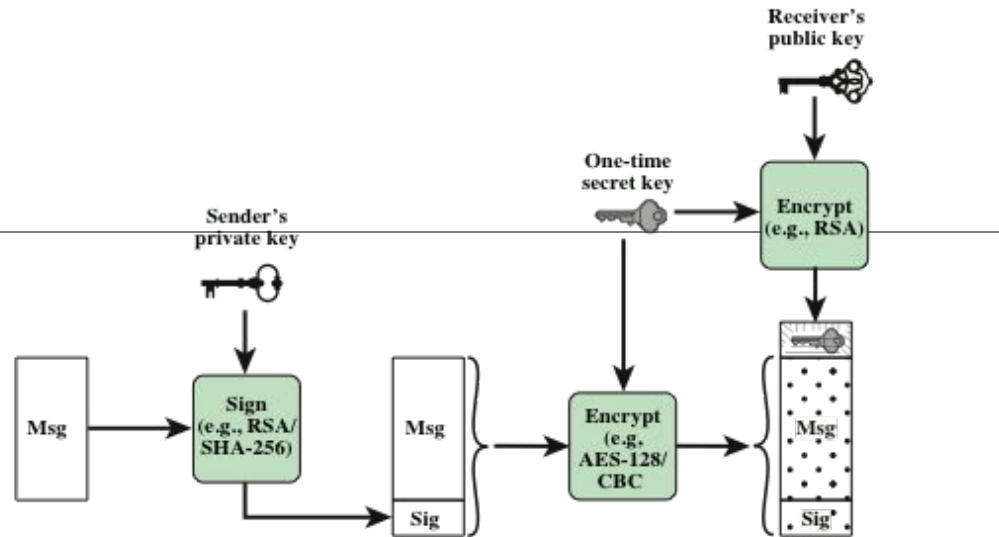 Receiver's
public key
One-time
secret key
Encrypt
(e.g., RSA)
Sender's
private key
Msg
Sign
(e.g., RSA/
SHA-256)
Msg
Sig
Encrypt
(e.g,
AES-128/
CBC
Msg
Sig